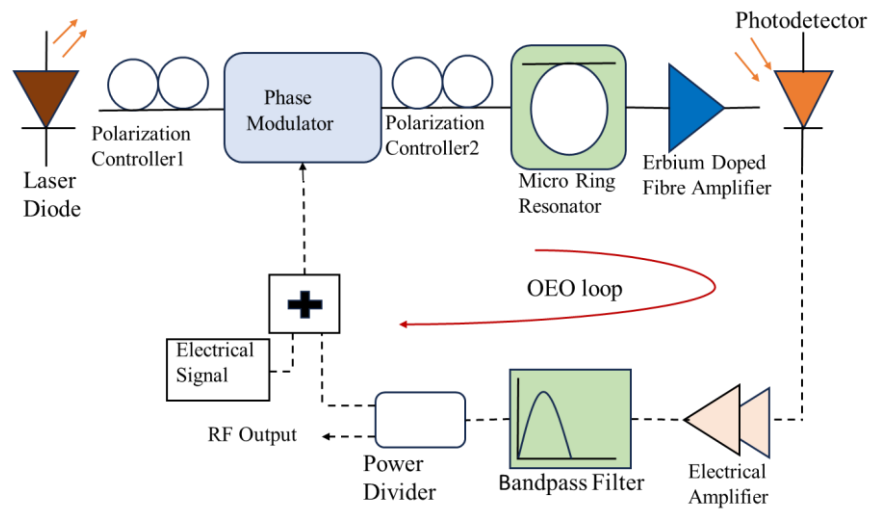 Photodetector
Phase
Modulator
Polarization
Controller1
Polarization
Controller2
Laser
Diode
Micro Ring
Resonator
Erbium Doped
Fibre Amplifier
OEO loop
Electrical
Signal
RF Output
Power
Divider
Bandpass Filter
Electrical
Amplifier